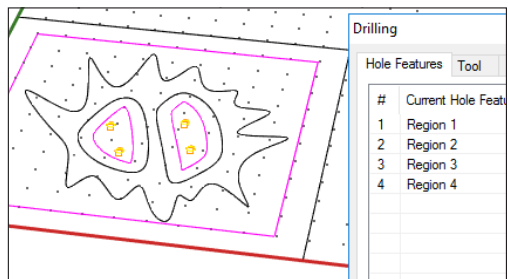 Drilling
Hole Features Tool
# Current Hole Featu
1 Region 1
2 Region 2
3 Region 3
4 Region 4